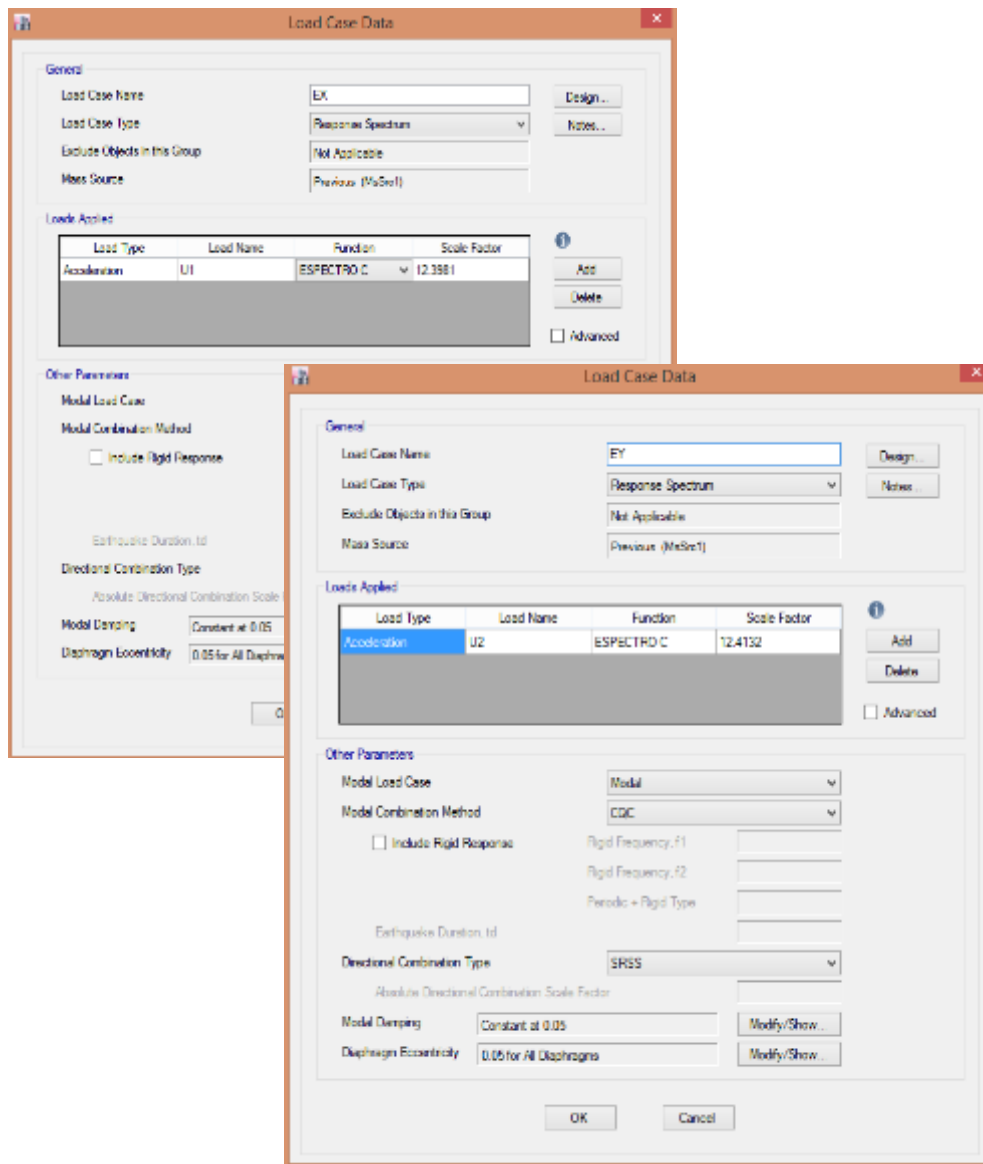 Load Case Data
General
Load Case Name EX Design...
Load Case Type Response Spectrum Notes...
Exclude Objects in this Group Not Applicable
Mass Source Previous (MsSrc1)
Loads Applied
Load Type Load Name Function Scale Factor
Acceleration U1 ESPECTRO C 12.3981
Add
Delete
Advanced
Other Parameters
Modal Load Case
Modal Combination Method
Include Rigid Response
Earthquake Duration, td
Directional Combination Type
Absolute Directional Combination Scale
Modal Damping Constant at 0.05
Diaphragm Eccentricity 0.05 for All Diaphra
Load Case Data
General
Load Case Name EY Design...
Load Case Type Response Spectrum Notes...
Exclude Objects in this Group Not Applicable
Mass Source Previous (MsSrc1)
Loads Applied
Load Type Load Name Function Scale Factor
Acceleration U2 ESPECTRO C 12.4132
Add
Delete
Advanced
Other Parameters
Modal Load Case Modal
Modal Combination Method CQC
Include Rigid Response Rigid Frequency, f1
Rigid Frequency, f2
Periodic + Rigid Type
Earthquake Duration, td
Directional Combination Type SRSS
Absolute Directional Combination Scale Factor
Modal Damping Constant at 0.05 Modify/Show...
Diaphragm Eccentricity 0.05 for All Diaphragms Modify/Show...
OK Cancel